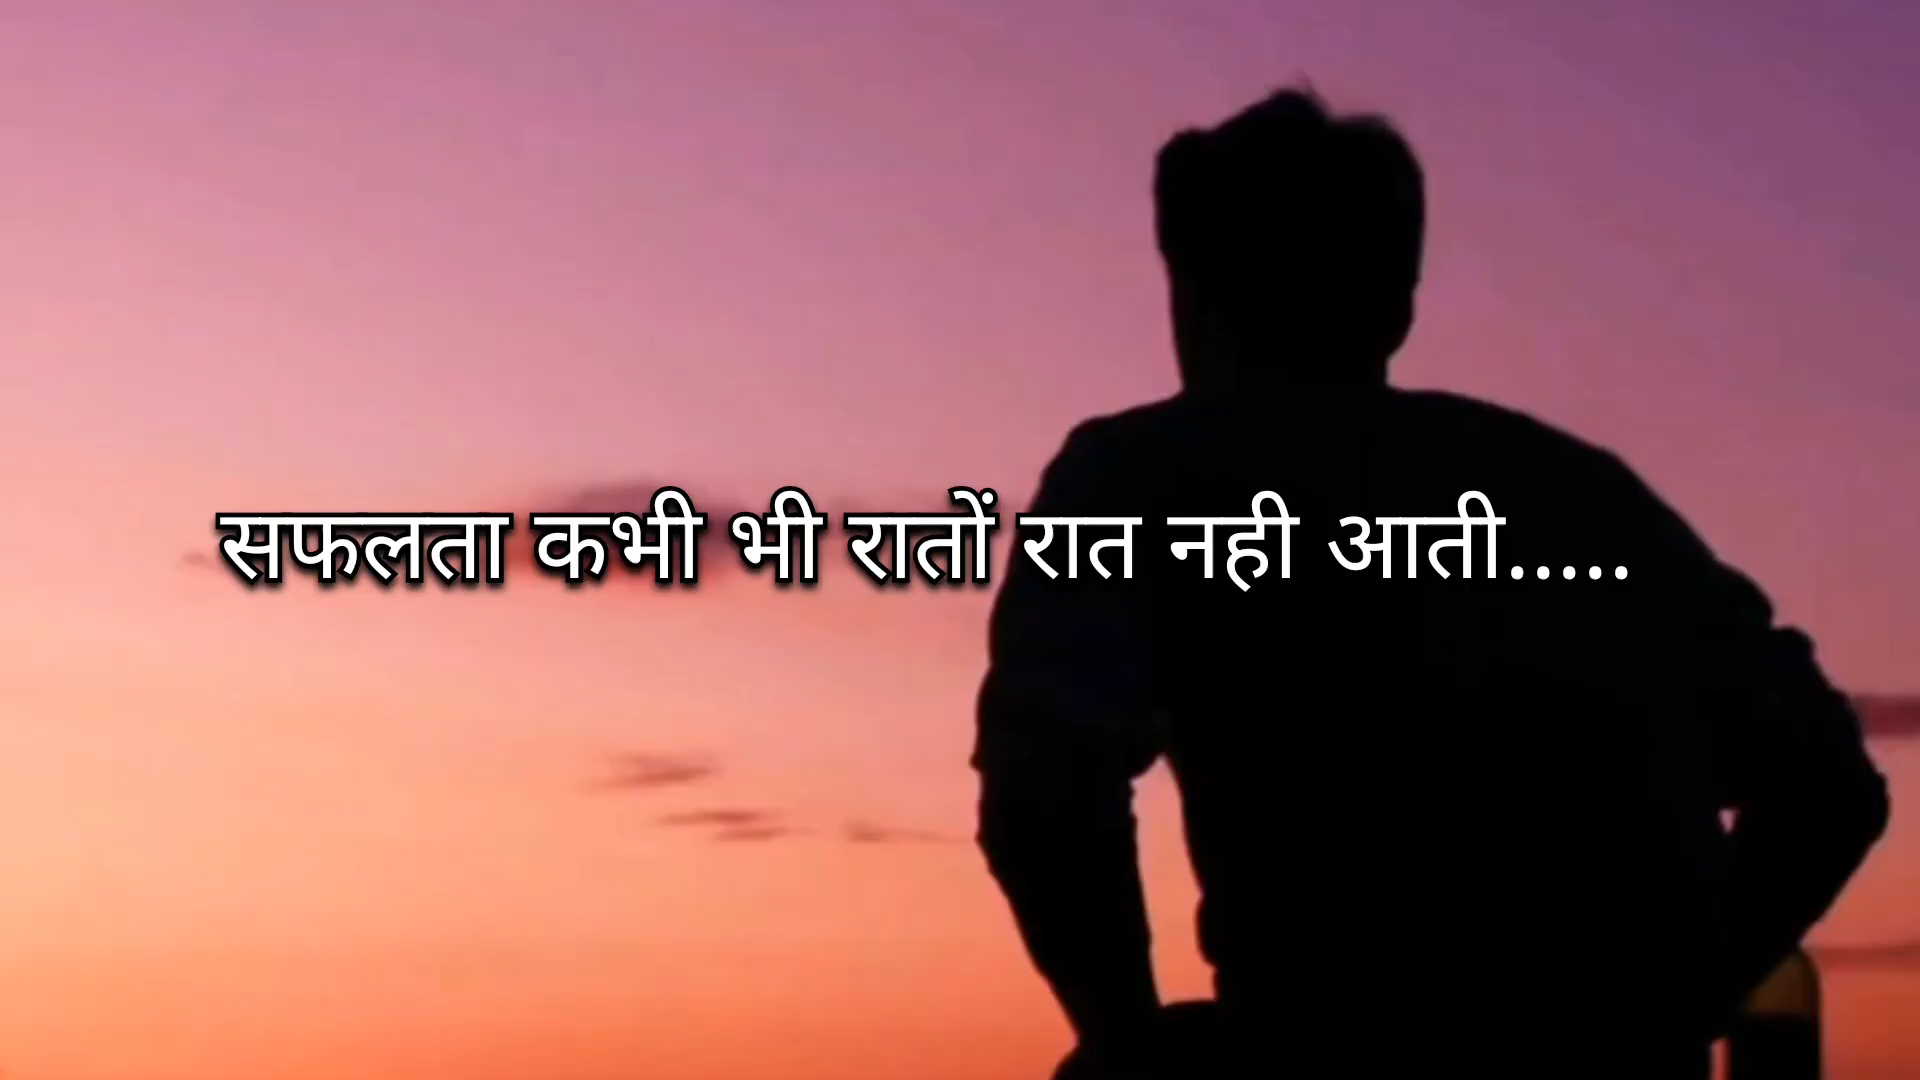 सफलता कभी भी रातों रात नही आती.....